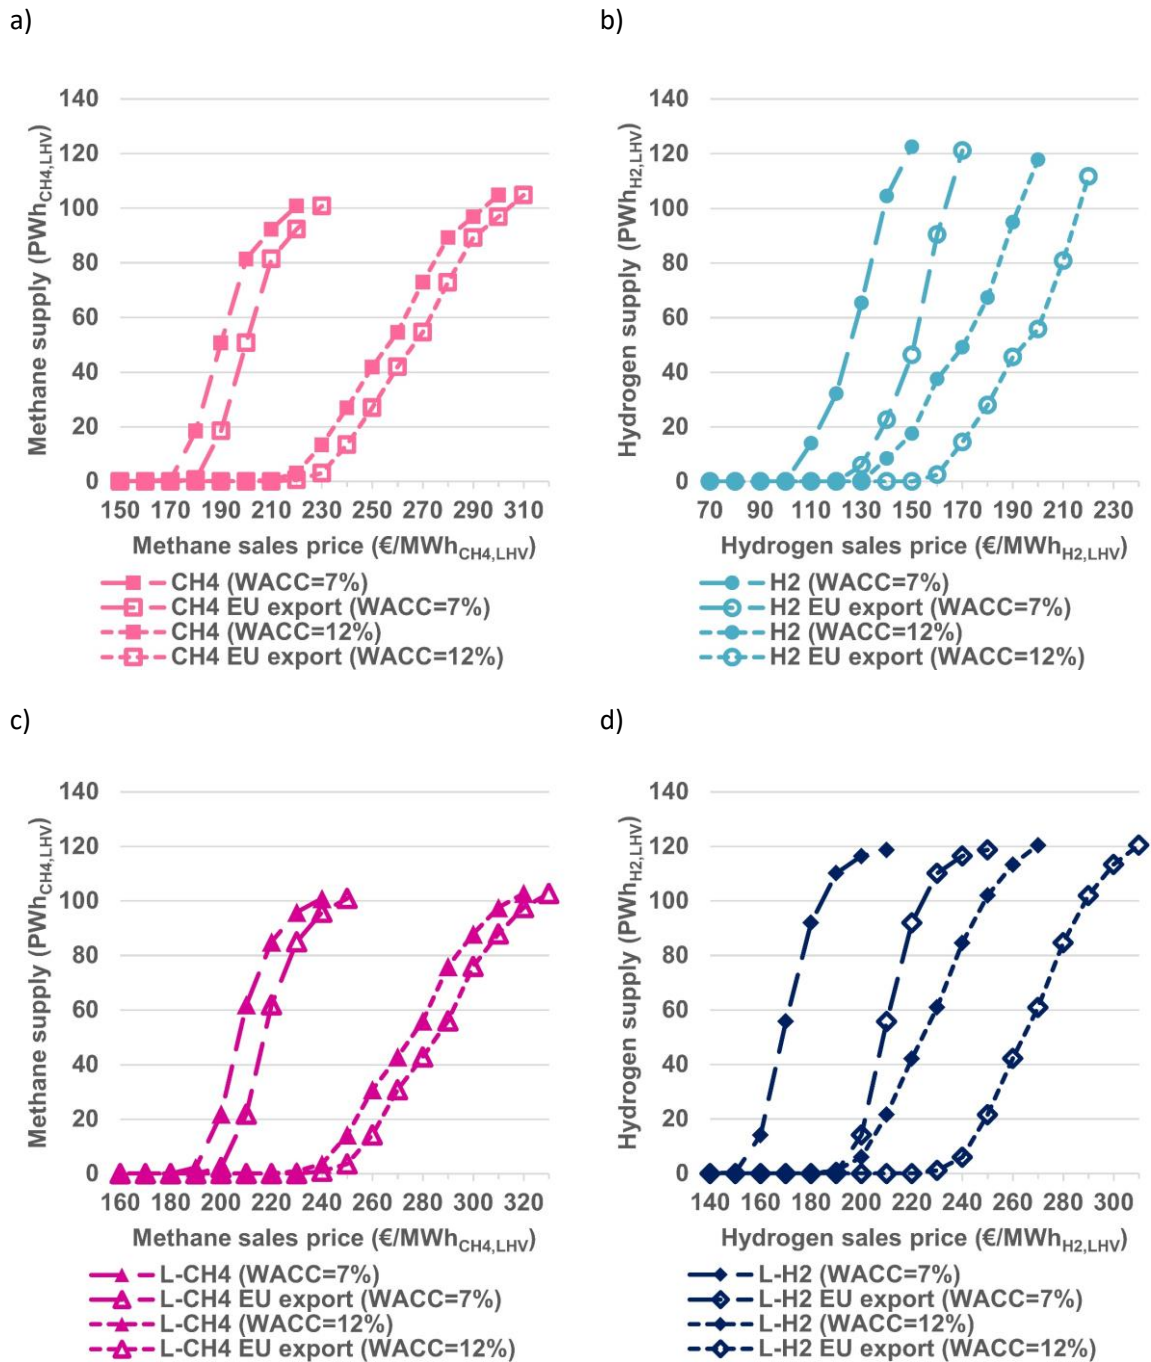 a)
140
120
100
80
60
40
20
0
Methane supply (PWhCH4,LHV)
150 170 190 210 230 250 270 290 310
Methane sales price (€/MWhCH4,LHV)
CH4 (WACC=7%)
CH4 EU export (WACC=7%)
CH4 (WACC=12%)
CH4 EU export (WACC=12%)
b)
140
120
100
80
60
40
20
0
Hydrogen supply (PWhH2,LHV)
70 90 110 130 150 170 190 210 230
Hydrogen sales price (€/MWhH2,LHV)
H2 (WACC=7%)
H2 EU export (WACC=7%)
H2 (WACC=12%)
H2 EU export (WACC=12%)
c)
140
120
100
80
60
40
20
0
Methane supply (PWhCH4,LHV)
160 180 200 220 240 260 280 300 320
Methane sales price (€/MWhCH4,LHV)
L-CH4 (WACC=7%)
L-CH4 EU export (WACC=7%)
L-CH4 (WACC=12%)
L-CH4 EU export (WACC=12%)
d)
140
120
100
80
60
40
20
0
Hydrogen supply (PWhH2,LHV)
140 160 180 200 220 240 260 280 300
Hydrogen sales price (€/MWhH2,LHV)
L-H2 (WACC=7%)
L-H2 EU export (WACC=7%)
L-H2 (WACC=12%)
L-H2 EU export (WACC=12%)